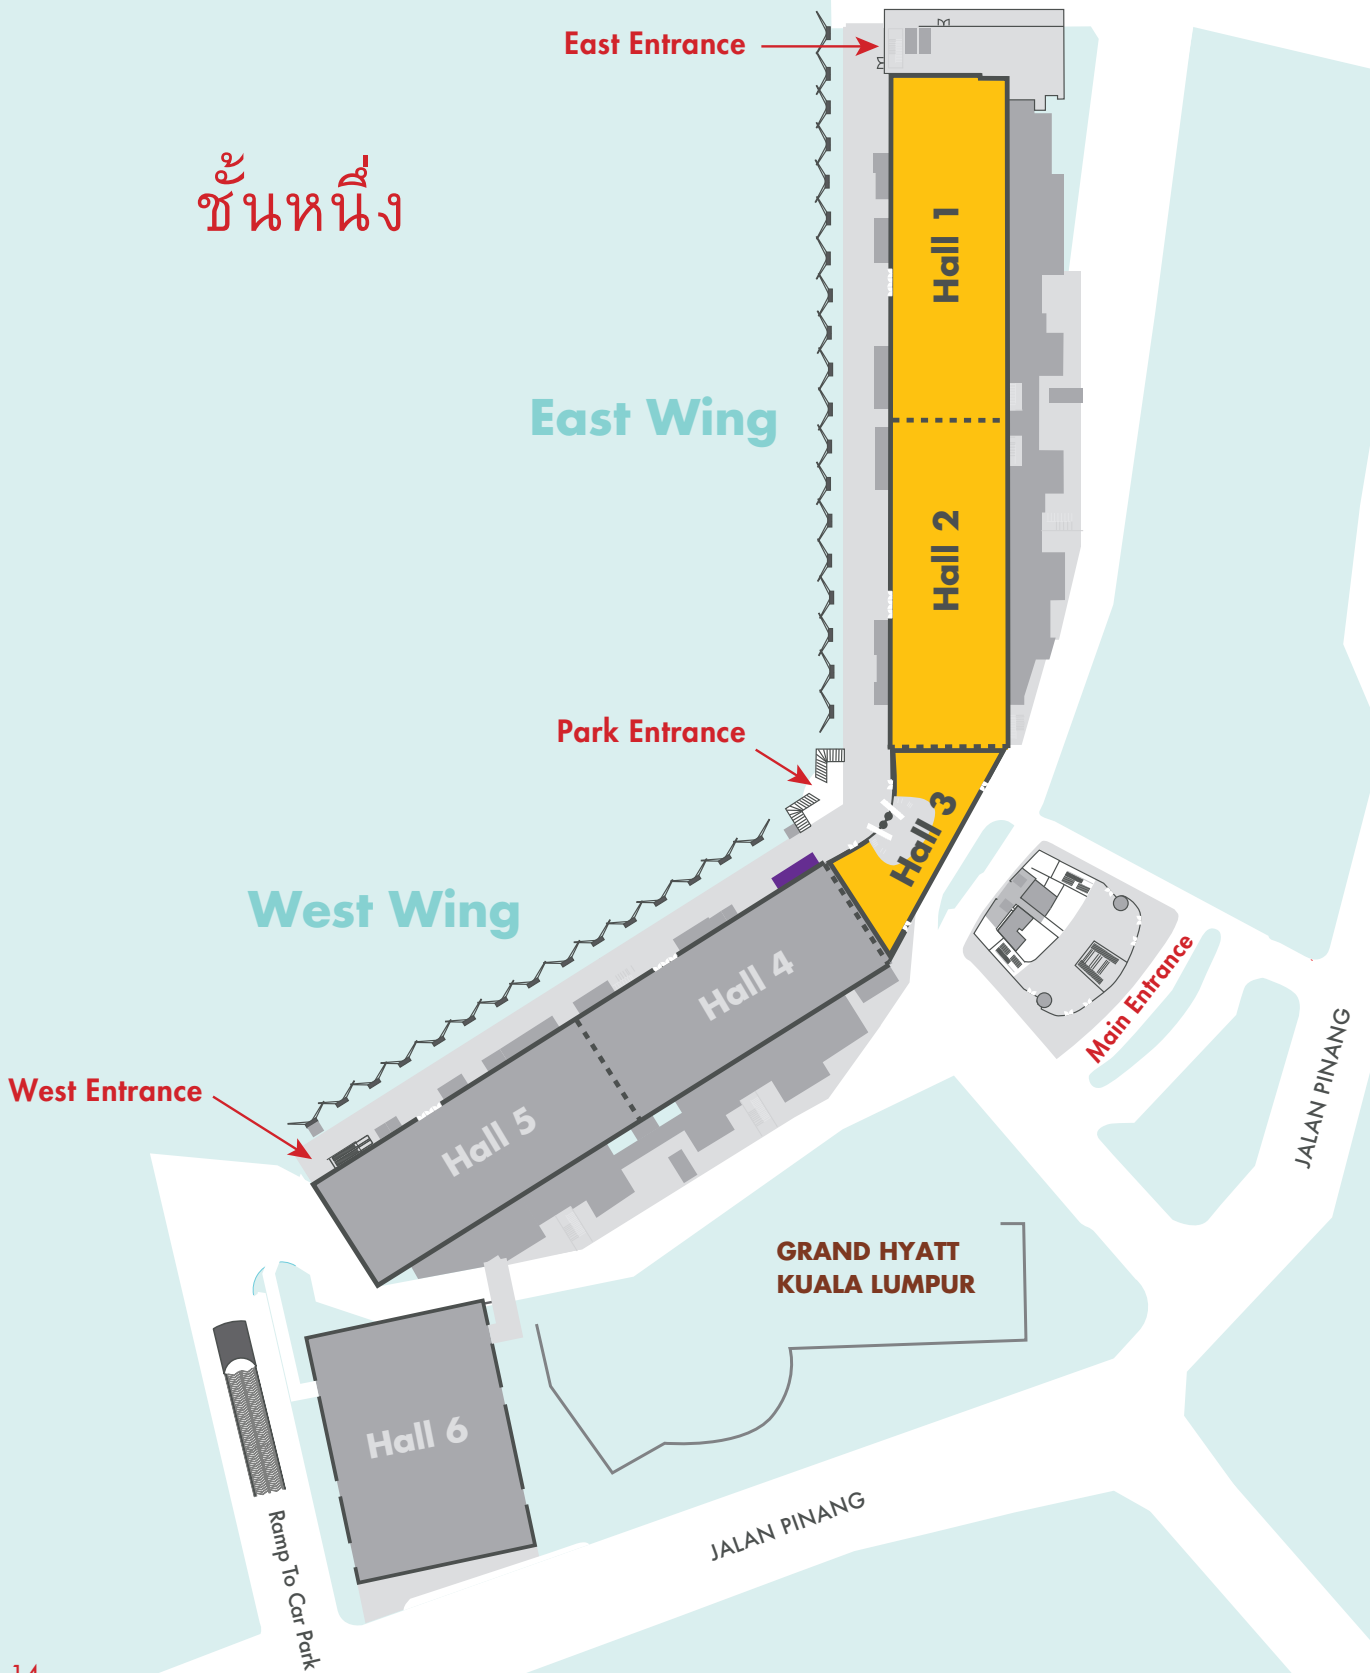 East Entrance
ชั้นหนึ่ง
Hall 1
East Wing
Hall 2
Park Entrance
Hall 3
West Wing
Hall 4
Main Entrance
JALAN PINANG
West Entrance
Hall 5
GRAND HYATT
KUALA LUMPUR
Hall 6
JALAN PINANG
Ramp To Car Park
14